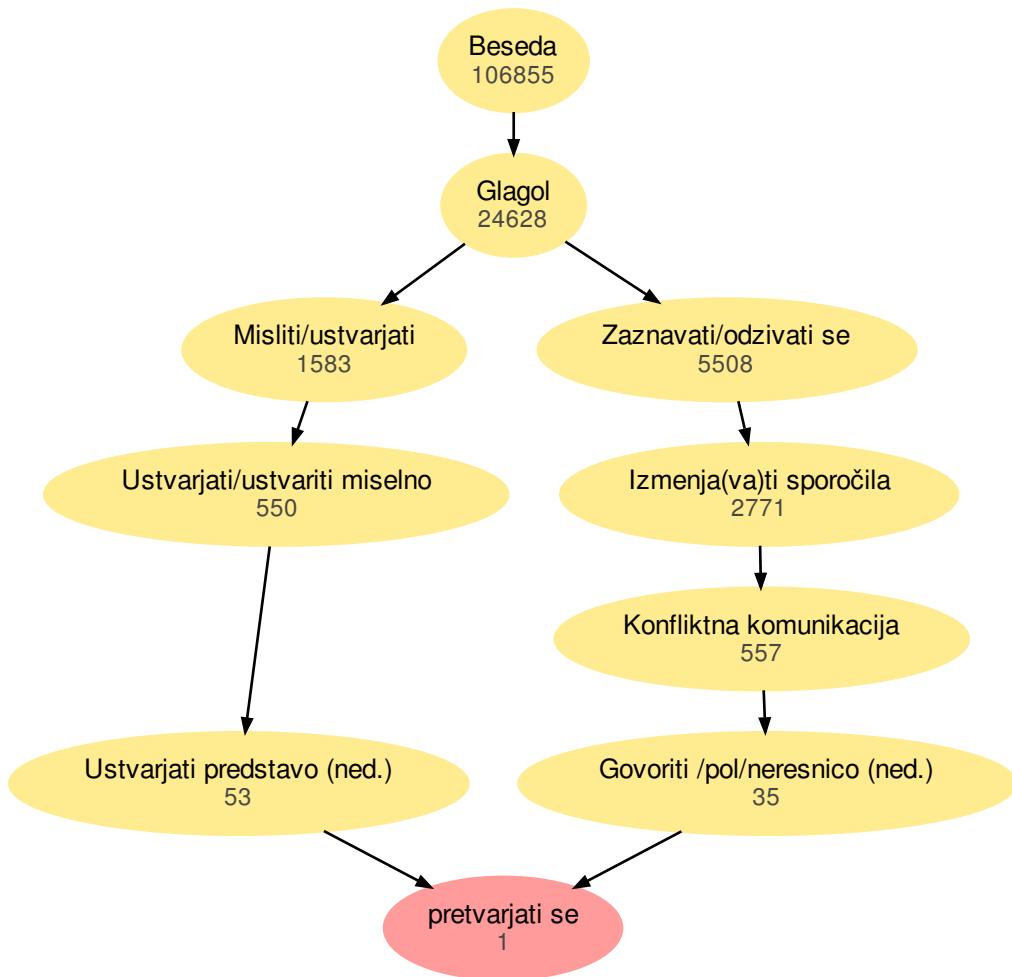 Beseda
106855
Glagol
24628
Misliti/ustvarjati
1583
Zaznavati/odzivati se
5508
Ustvarjati/ustvariti miselno
550
Izmenja(va)ti sporočila
2771
Konfliktna komunikacija
557
Ustvarjati predstavo (ned.)
53
Govoriti /pol/neresnico (ned.)
35
pretvarjati se
1